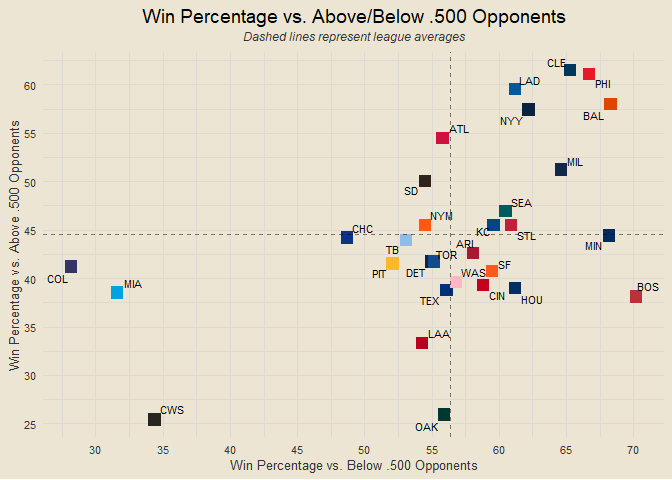 Win Percentage vs. Above/Below .500 Opponents
Dashed lines represent league averages
Win Percentage vs. Above .500 Opponents
60
55
50
45
40
35
30
25
CLE
PHI
LAD
BAL
NYY
ATL
MIL
SD
SEA
NYM
KC
STL
CHC
MIN
TB
ARI
TOR
PIT
DET
WAS
SF
COL
MIA
TEX
CIN
HOU
BOS
LAA
CWS
OAK
30
35
40
45
50
55
60
65
70
Win Percentage vs. Below .500 Opponents